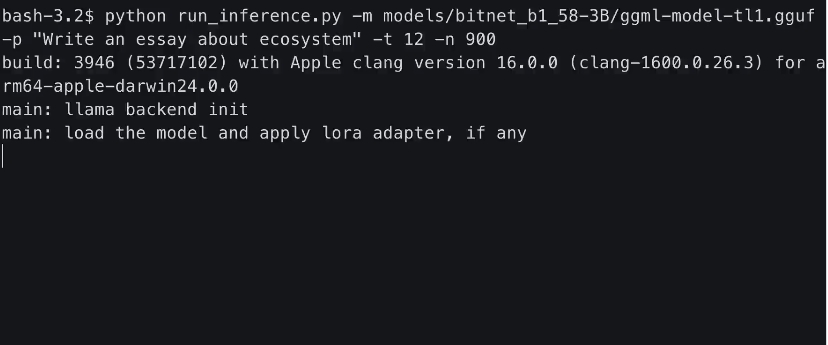 bash-3.2$ python run_inference.py -m models/bitnet_b1_58-3B/ggml-model-tl1.gguf
-p "Write an essay about ecosystem" -t 12 -n 900
build: 3946 (53717102) with Apple clang version 16.0.0 (clang-1600.0.26.3) for a
rm64-apple-darwin24.0.0
main: llama backend init
main: load the model and apply lora adapter, if any